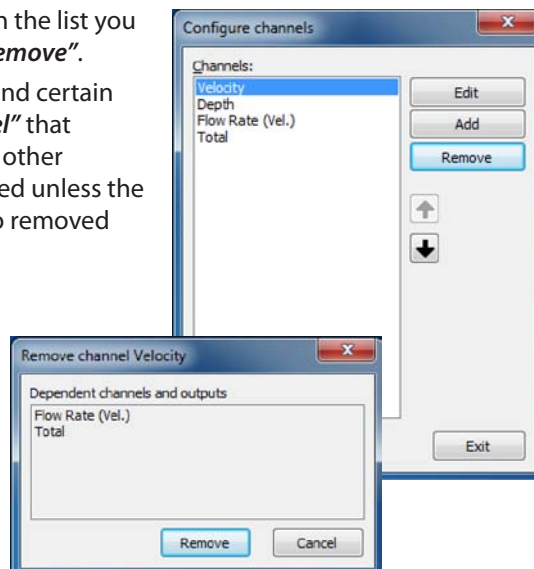 n the list you
emove".
nd certain
el" that
other
ed unless the
o removed
Configure channels
Channels:
Velocity
Depth
Flow Rate (Vel.)
Total
Edit
Add
Remove
Exit
Remove channel Velocity
Dependent channels and outputs
Flow Rate (Vel.)
Total
Remove
Cancel